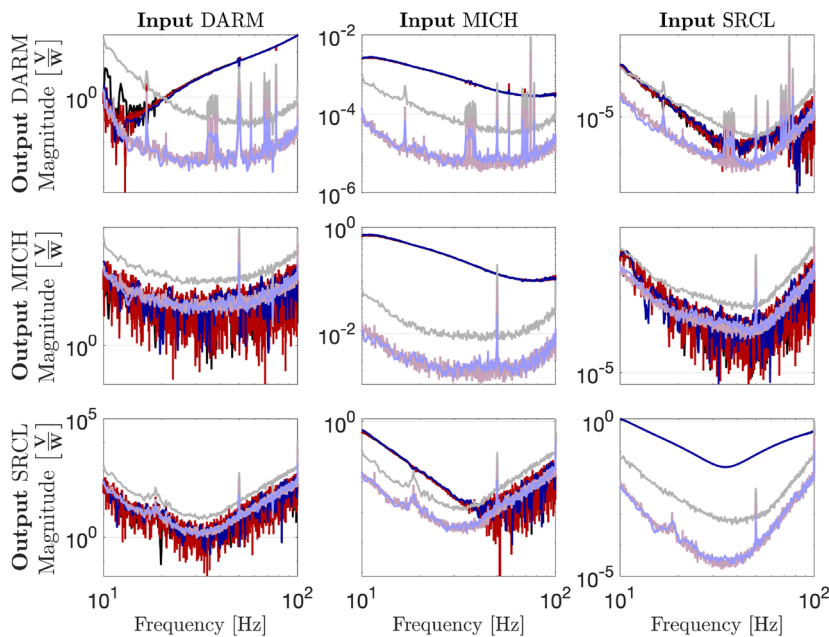 Input DARM Input MICH Input SRCL
Output DARM
Magnitude [V/W]
10^0
10^-2
10^-4
10^-6
10^-5
Output MICH
Magnitude [V/W]
10^0
10^0
10^-2
10^-5
Output SRCL
Magnitude [V/W]
10^5
10^0
10^0
10^0
10^-5
10^1 10^2 10^1 10^2 10^1 10^2
Frequency [Hz] Frequency [Hz] Frequency [Hz]